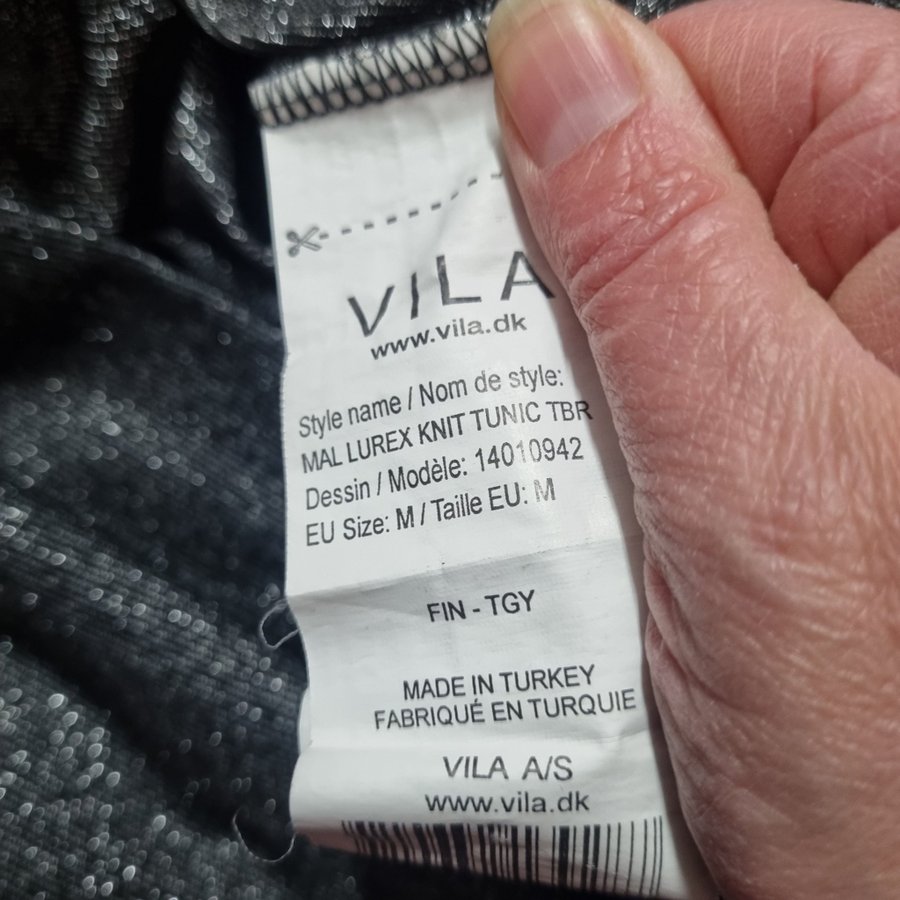 VILA
www.vila.dk
Style name / Nom de style:
MAL LUREX KNIT TUNIC TBR
Dessin / Modèle: 14010942
EU Size: M / Taille EU: M
FIN - TGY
MADE IN TURKEY
FABRIQUÉ EN TURQUIE
VILA A/S
www.vila.dk